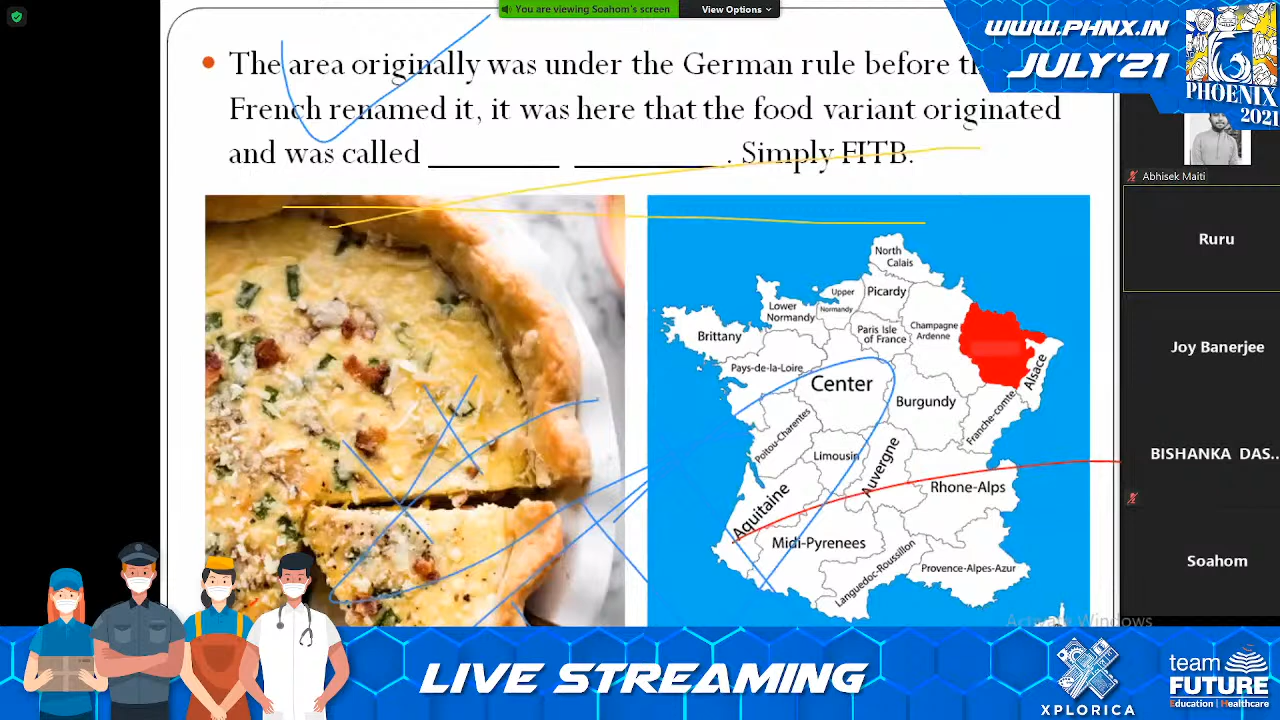 You are viewing Soahom's screen
View Options
WWW.PHNX.IN
JULY'21
PHOENIX
2021
The area originally was under the German rule before
French renamed it, it was here that the food variant originated
and was called ________ ________. Simply FITB.
North
Calais
Upper
Normandy
Picardy
Lower
Normandy
Paris Isle
of France
Champagne
Ardenne
Brittany
Pays-de-la-Loire
Alsace
Center
Burgundy
Franche-comte
Poitou-Charentes
Limousin
Auvergne
Rhone-Alps
Aquitaine
Midi-Pyrenees
Languedoc-Roussillon
Provence-Alpes-Azur
Abhisek Maiti
Ruru
Joy Banerjee
BISHANKA DAS...
Soahom
Activate Windows
LIVE STREAMING
XPLORICA
team
FUTURE
Education | Healthcare